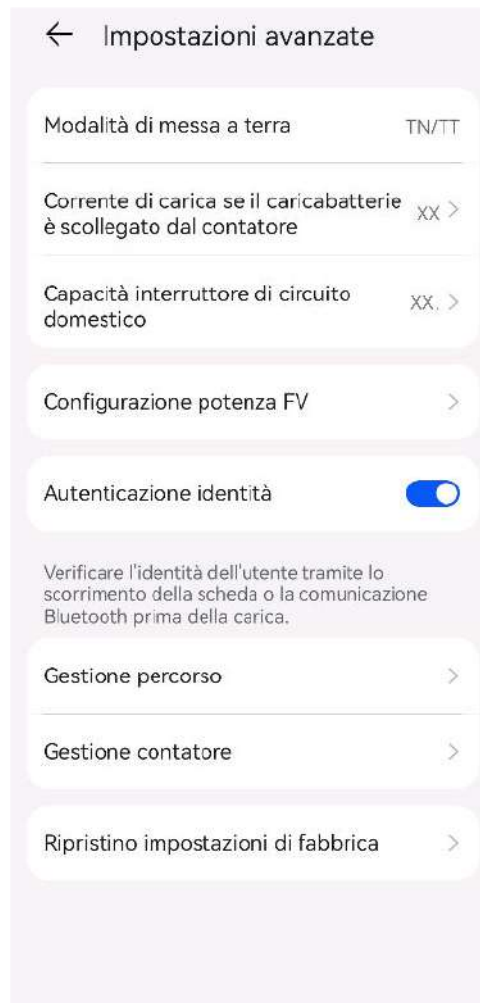 Impostazioni avanzate
Modalità di messa a terra TN/TT
Corrente di carica se il caricabatterie
è scollegato dal contatore XX
Capacità interruttore di circuito
domestico XX.
Configurazione potenza FV
Autenticazione identità
Verificare l'identità dell'utente tramite lo
scorrimento della scheda o la comunicazione
Bluetooth prima della carica.
Gestione percorso
Gestione contatore
Ripristino impostazioni di fabbrica